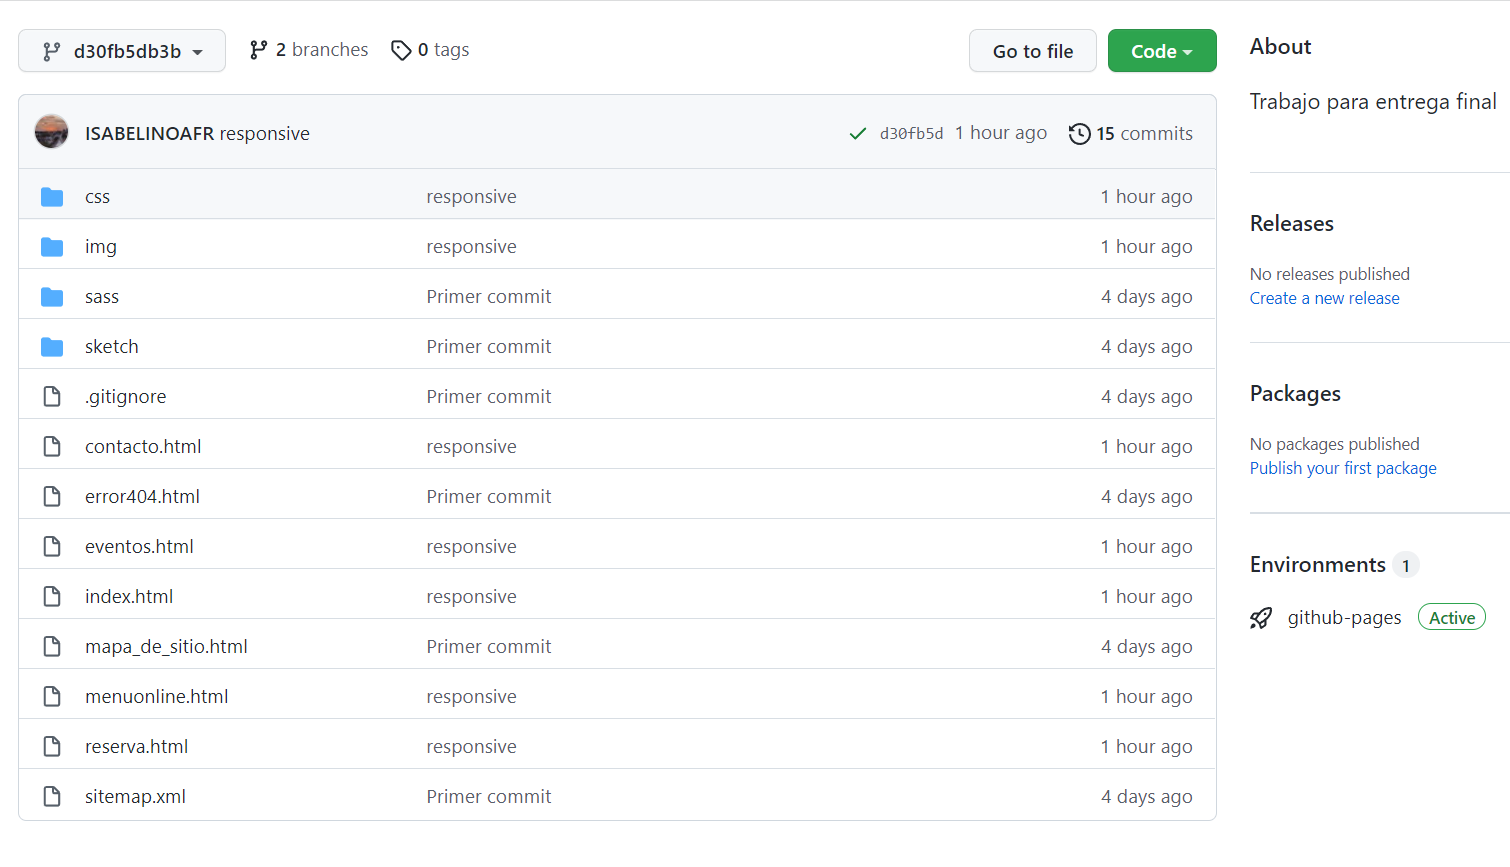 d30fb5db3b 2 branches 0 tags Go to file Code
ISABELINOAFR responsive d30fb5d 1 hour ago 15 commits
css responsive 1 hour ago
img responsive 1 hour ago
sass Primer commit 4 days ago
sketch Primer commit 4 days ago
.gitignore Primer commit 4 days ago
contacto.html responsive 1 hour ago
error404.html Primer commit 4 days ago
eventos.html responsive 1 hour ago
index.html responsive 1 hour ago
mapa_de_sitio.html Primer commit 4 days ago
menuonline.html responsive 1 hour ago
reserva.html responsive 1 hour ago
sitemap.xml Primer commit 4 days ago
About
Trabajo para entrega final
Releases
No releases published
Create a new release
Packages
No packages published
Publish your first package
Environments 1
github-pages Active